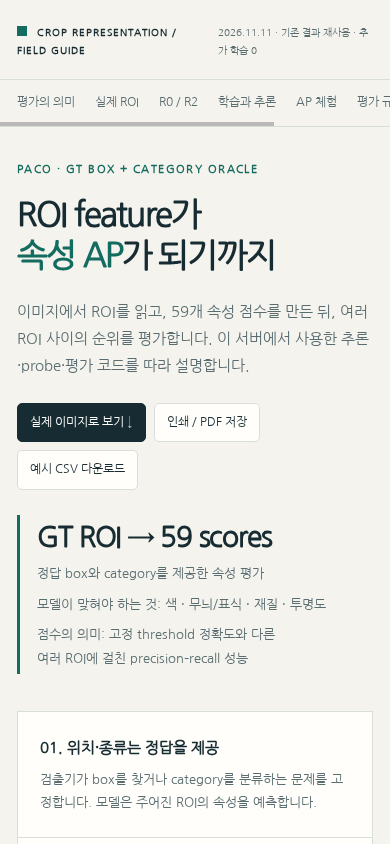 CROP REPRESENTATION /
FIELD GUIDE
2026.11.11 · 기존 결과 재사용 · 추
가 학습 0
평가의 의미 실제 ROI R0 / R2 학습과 추론 AP 체험 평가 규
PACO · GT BOX + CATEGORY ORACLE
ROI feature가
속성 AP가 되기까지
이미지에서 ROI를 읽고, 59개 속성 점수를 만든 뒤, 여러
ROI 사이의 순위를 평가합니다. 이 서버에서 사용한 추론
·probe·평가 코드를 따라 설명합니다.
실제 이미지로 보기 ↓ 인쇄 / PDF 저장
예시 CSV 다운로드
GT ROI → 59 scores
정답 box와 category를 제공한 속성 평가
모델이 맞혀야 하는 것: 색 · 무늬/표식 · 재질 · 투명도
점수의 의미: 고정 threshold 정확도와 다른
여러 ROI에 걸친 precision–recall 성능
01. 위치·종류는 정답을 제공
검출기가 box를 찾거나 category를 분류하는 문제를 고
정합니다. 모델은 주어진 ROI의 속성을 예측합니다.